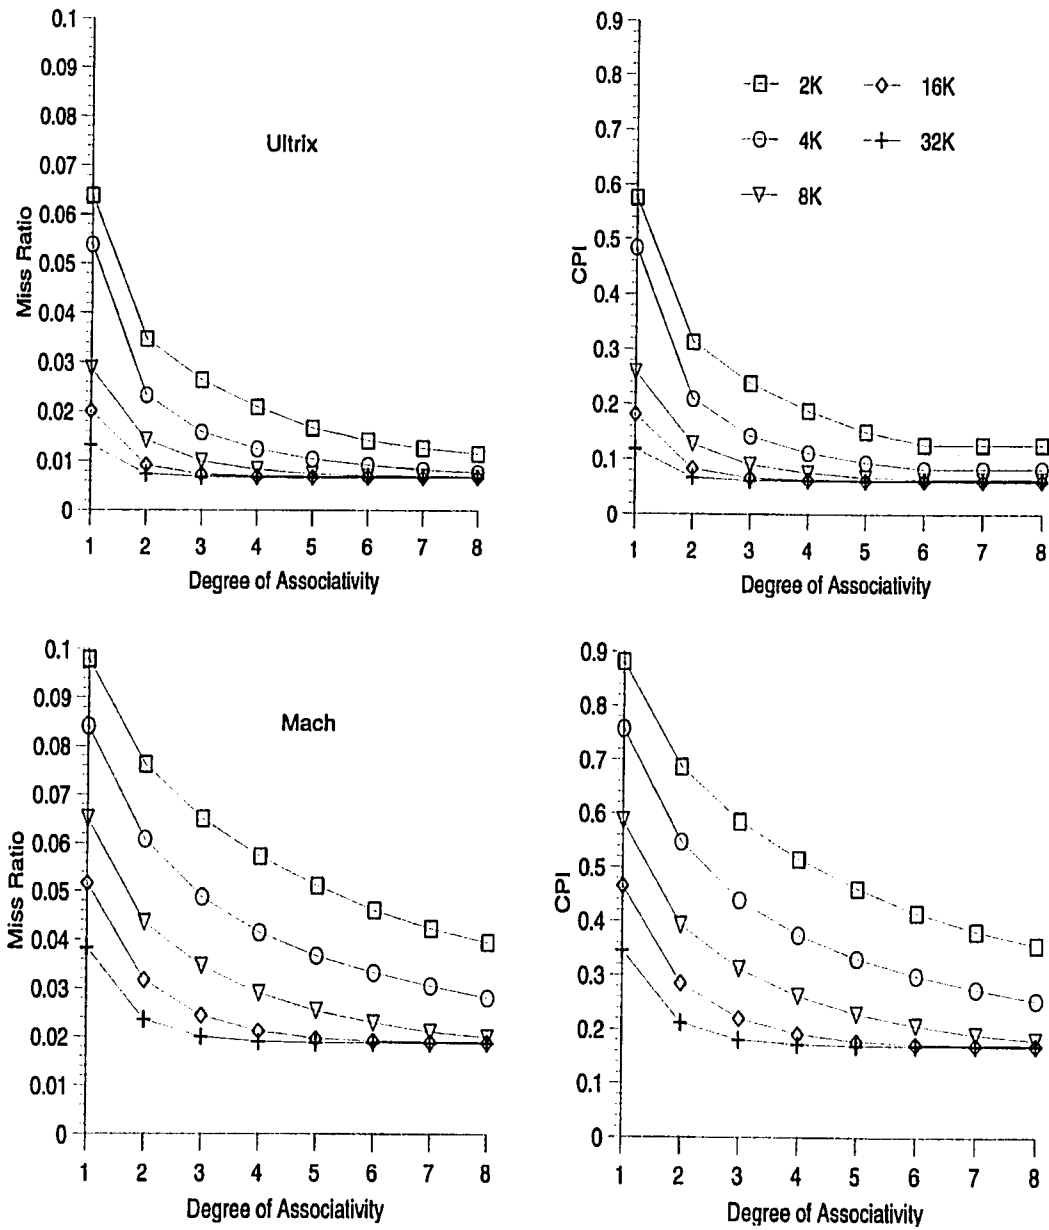 0.1
0.09
0.08
0.07
0.06
0.05
0.04
0.03
0.02
0.01
0
Miss Ratio
Ultrix
1 2 3 4 5 6 7 8
Degree of Associativity
0.9
0.8
0.7
0.6
0.5
0.4
0.3
0.2
0.1
0
CPI
2K
16K
4K
32K
8K
1 2 3 4 5 6 7 8
Degree of Associativity
0.1
0.09
0.08
0.07
0.06
0.05
0.04
0.03
0.02
0.01
0
Miss Ratio
Mach
1 2 3 4 5 6 7 8
Degree of Associativity
0.9
0.8
0.7
0.6
0.5
0.4
0.3
0.2
0.1
0
CPI
1 2 3 4 5 6 7 8
Degree of Associativity